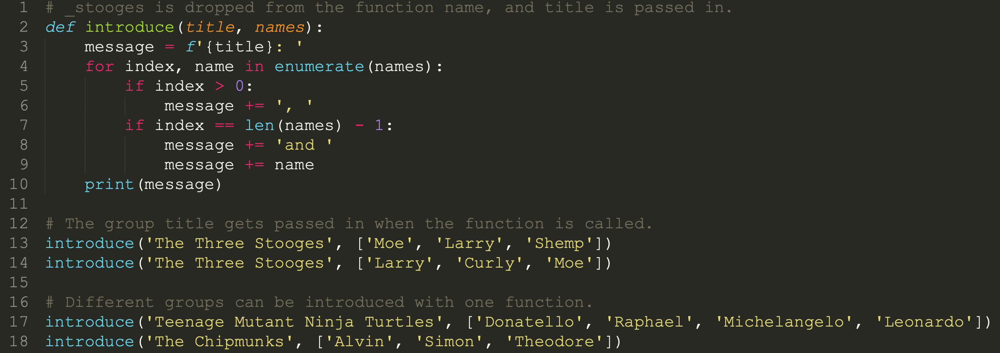 1 # _stooges is dropped from the function name, and title is passed in.
2 def introduce(title, names):
3     message = f'{title}: '
4     for index, name in enumerate(names):
5         if index > 0:
6             message += ', '
7         if index == len(names) - 1:
8             message += 'and '
9             message += name
10     print(message)
11
12 # The group title gets passed in when the function is called.
13 introduce('The Three Stooges', ['Moe', 'Larry', 'Shemp'])
14 introduce('The Three Stooges', ['Larry', 'Curly', 'Moe'])
15
16 # Different groups can be introduced with one function.
17 introduce('Teenage Mutant Ninja Turtles', ['Donatello', 'Raphael', 'Michelangelo', 'Leonardo'])
18 introduce('The Chipmunks', ['Alvin', 'Simon', 'Theodore'])